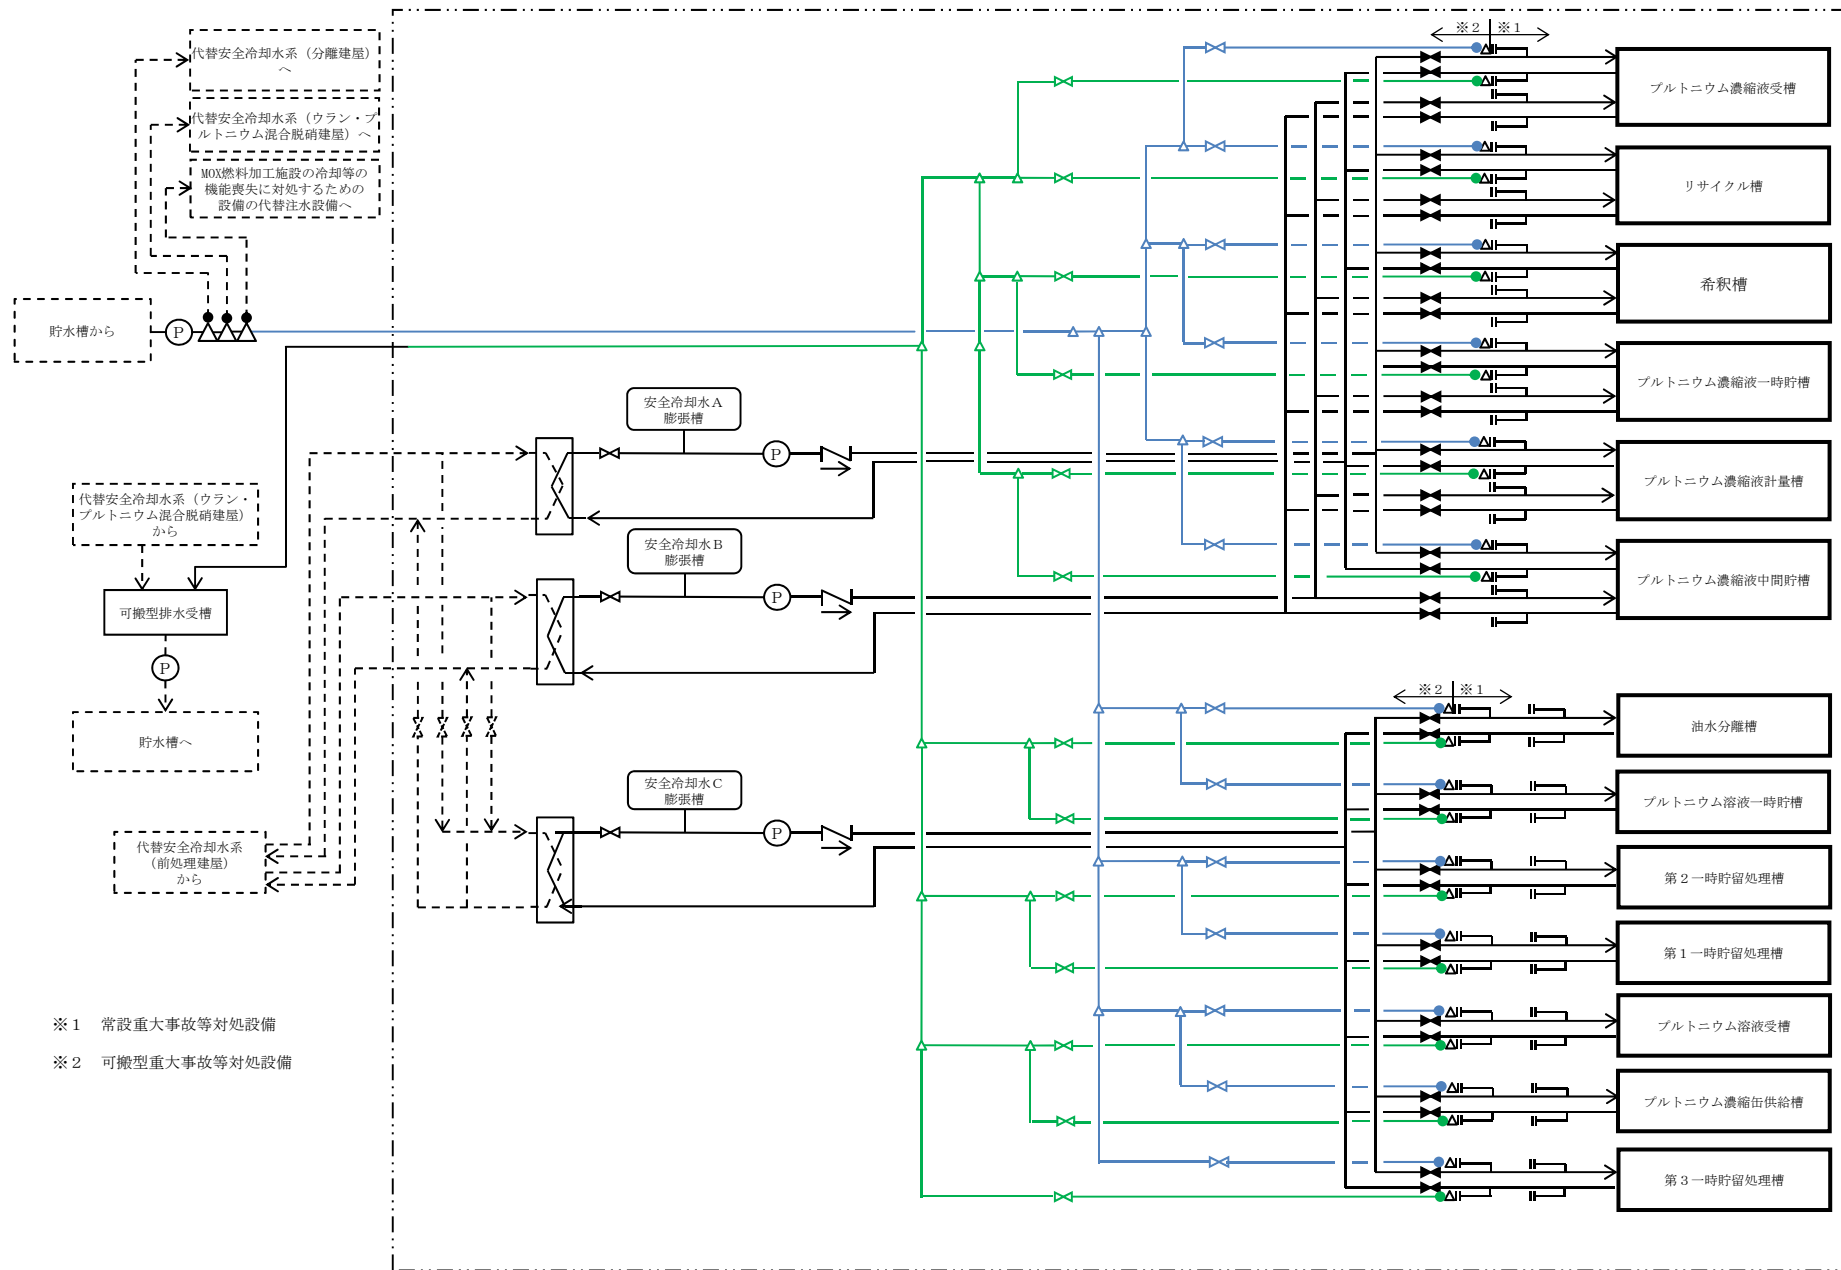 代替安全冷却水系（分離建屋）
へ
代替安全冷却水系（ウラン・プ
ルトニウム混合脱硝建屋）へ
MOX燃料加工施設の冷却等の
機能喪失に対処するための
設備の代替注水設備へ
貯水槽から
P
安全冷却水A
膨張槽
P
代替安全冷却水系（ウラン・
プルトニウム混合脱硝建屋）
から
可搬型排水受槽
P
貯水槽へ
安全冷却水B
膨張槽
P
安全冷却水C
膨張槽
P
代替安全冷却水系
（前処理建屋）
から
※１　常設重大事故等対処設備
※２　可搬型重大事故等対処設備
※２　※１
プルトニウム濃縮液受槽
リサイクル槽
希釈槽
プルトニウム濃縮液一時貯槽
プルトニウム濃縮液計量槽
プルトニウム濃縮液中間貯槽
※２　※１
油水分離槽
プルトニウム溶液一時貯槽
第２一時貯留処理槽
第１一時貯留処理槽
プルトニウム溶液受槽
プルトニウム濃縮缶供給槽
第３一時貯留処理槽